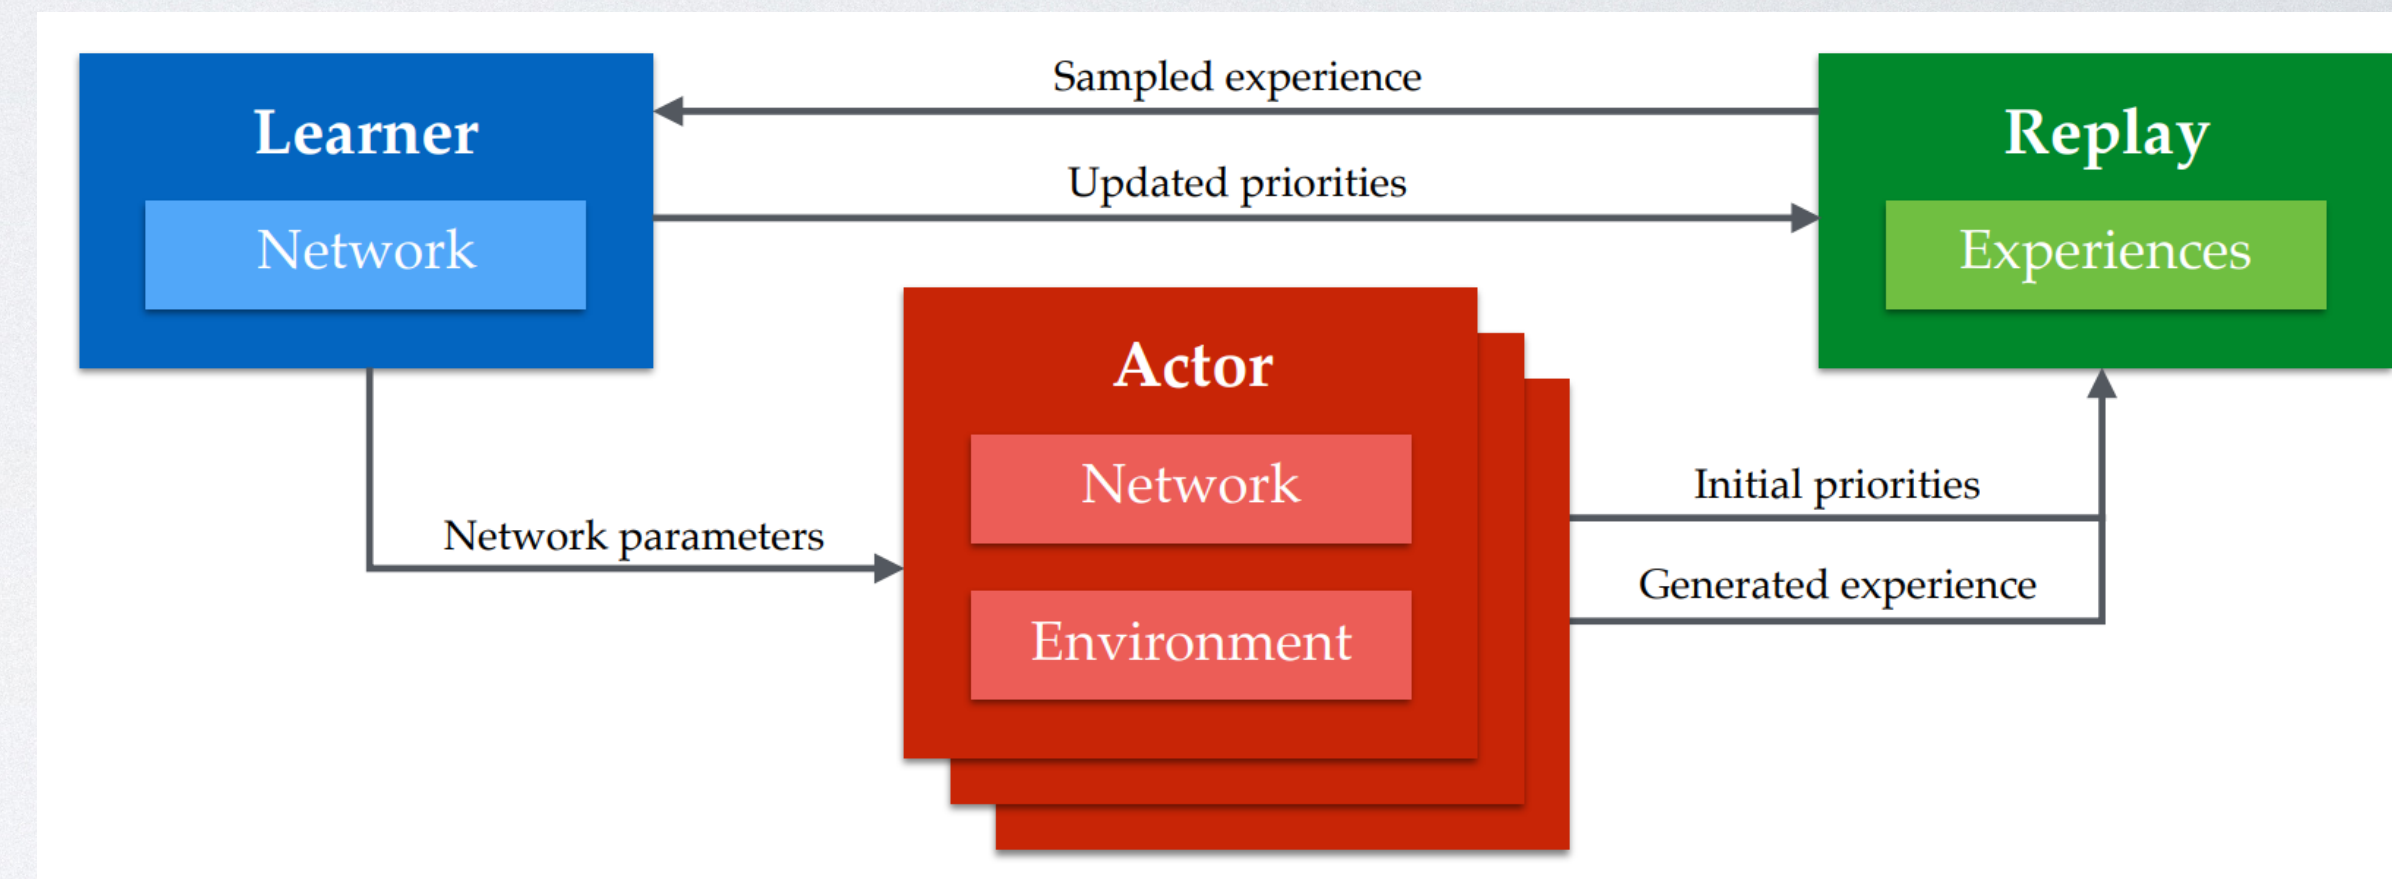 Sampled experience
Learner
Replay
Updated priorities
Network
Experiences
Actor
Network
Initial priorities
Network parameters
Generated experience
Environment